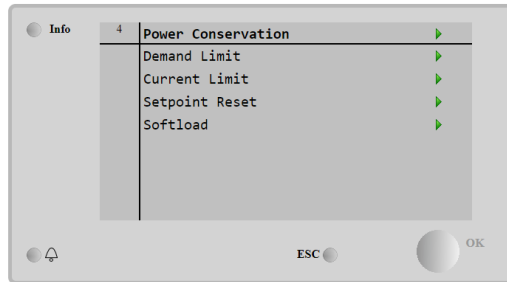 Info
4 Power Conservation
Demand Limit
Current Limit
Setpoint Reset
Softload
ESC
OK